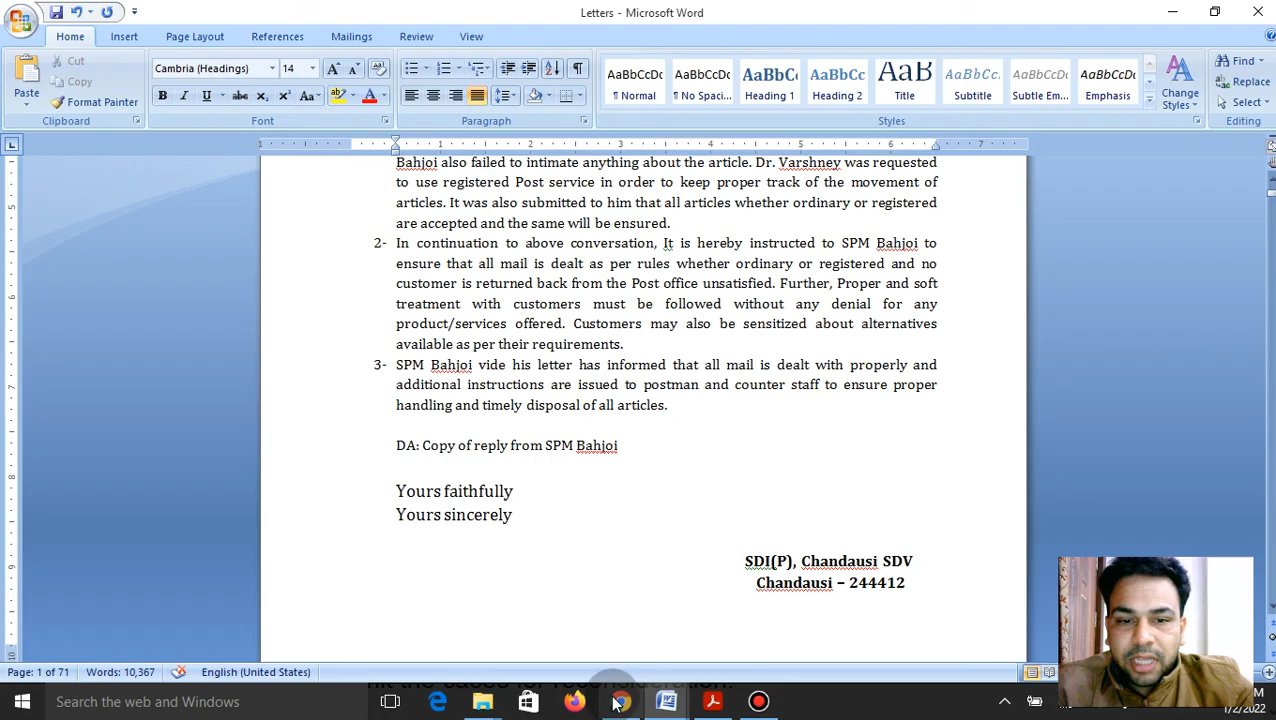 Letters - Microsoft Word
Home Insert Page Layout References Mailings Review View
Cut
Copy
Paste
Format Painter
Clipboard
Cambria (Headings) 14
Font
Paragraph
AaBbCcDc AaBbCcDc AaBbC AaBbCc AaB AaBbCc. AaBbCcDc AaBbCcDc
¶ Normal ¶ No Spaci... Heading 1 Heading 2 Title Subtitle Subtle Em... Emphasis
Change Styles
Styles
Find
Replace
Select
Editing
Bahjoi also failed to intimate anything about the article. Dr. Varshney was requested
to use registered Post service in order to keep proper track of the movement of
articles. It was also submitted to him that all articles whether ordinary or registered
are accepted and the same will be ensured.
2- In continuation to above conversation, It is hereby instructed to SPM Bahjoi to
ensure that all mail is dealt as per rules whether ordinary or registered and no
customer is returned back from the Post office unsatisfied. Further, Proper and soft
treatment with customers must be followed without any denial for any
product/services offered. Customers may also be sensitized about alternatives
available as per their requirements.
3- SPM Bahjoi vide his letter has informed that all mail is dealt with properly and
additional instructions are issued to postman and counter staff to ensure proper
handling and timely disposal of all articles.
DA: Copy of reply from SPM Bahjoi
Yours faithfully
Yours sincerely
SDI(P), Chandausi SDV
Chandausi – 244412
Page: 1 of 71 Words: 10,367 English (United States)
Search the web and Windows
1/2/2022